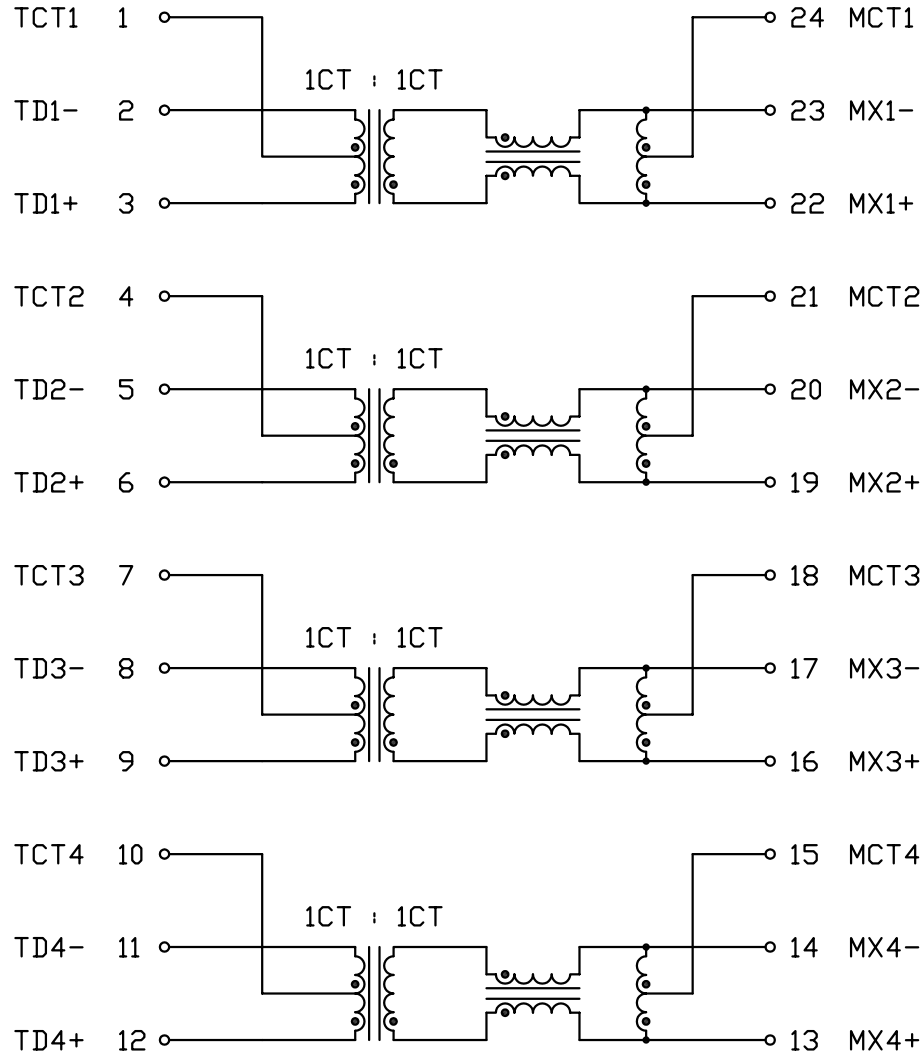 TCT1 1 24 MCT1
1CT : 1CT
TD1- 2 23 MX1-
TD1+ 3 22 MX1+
TCT2 4 21 MCT2
1CT : 1CT
TD2- 5 20 MX2-
TD2+ 6 19 MX2+
TCT3 7 18 MCT3
1CT : 1CT
TD3- 8 17 MX3-
TD3+ 9 16 MX3+
TCT4 10 15 MCT4
1CT : 1CT
TD4- 11 14 MX4-
TD4+ 12 13 MX4+